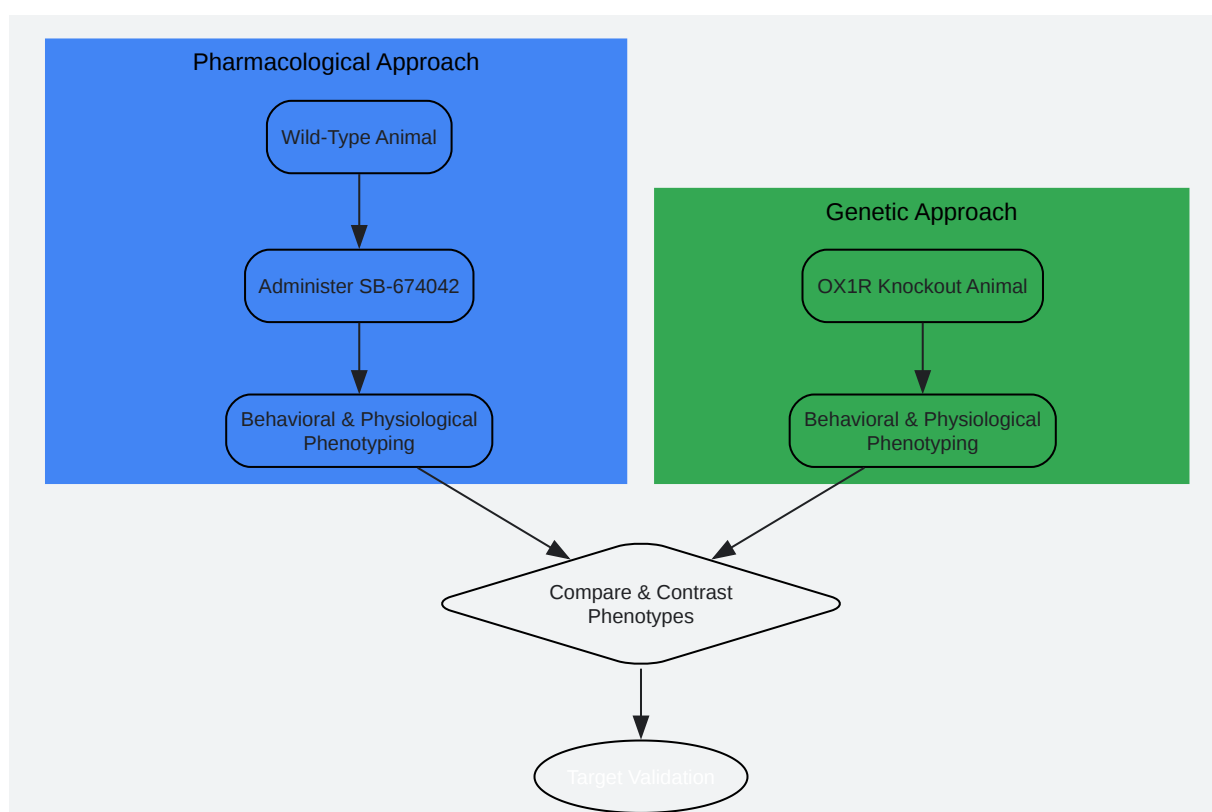 Pharmacological Approach
Wild-Type Animal
Administer SB-674042
Behavioral & Physiological
Phenotyping
Genetic Approach
OX1R Knockout Animal
Behavioral & Physiological
Phenotyping
Compare & Contrast
Phenotypes
Target Validation